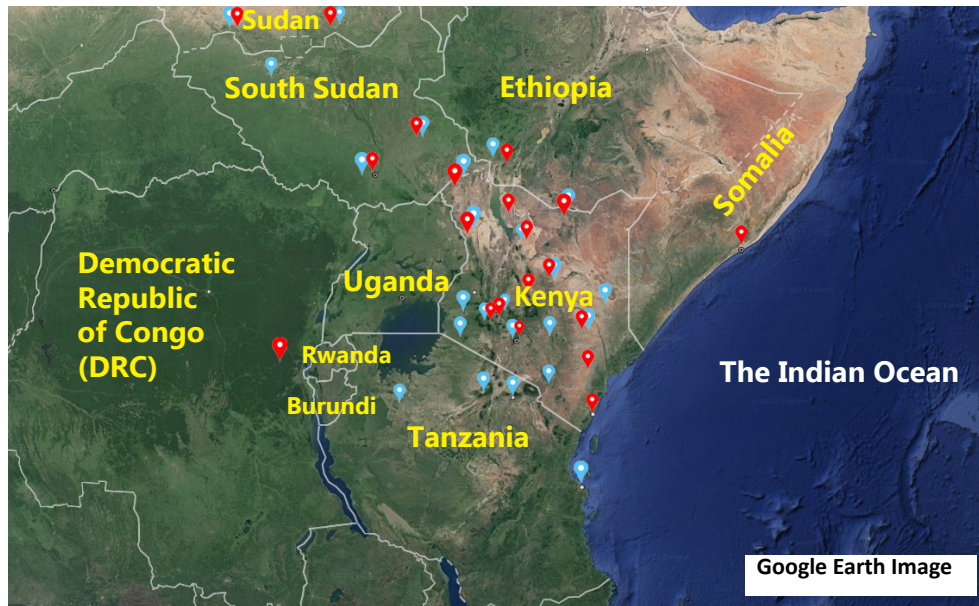 Sudan
South Sudan
Ethiopia
Somalia
Democratic
Republic
of Congo
(DRC)
Uganda
Kenya
Rwanda
The Indian Ocean
Burundi
Tanzania
Google Earth Image